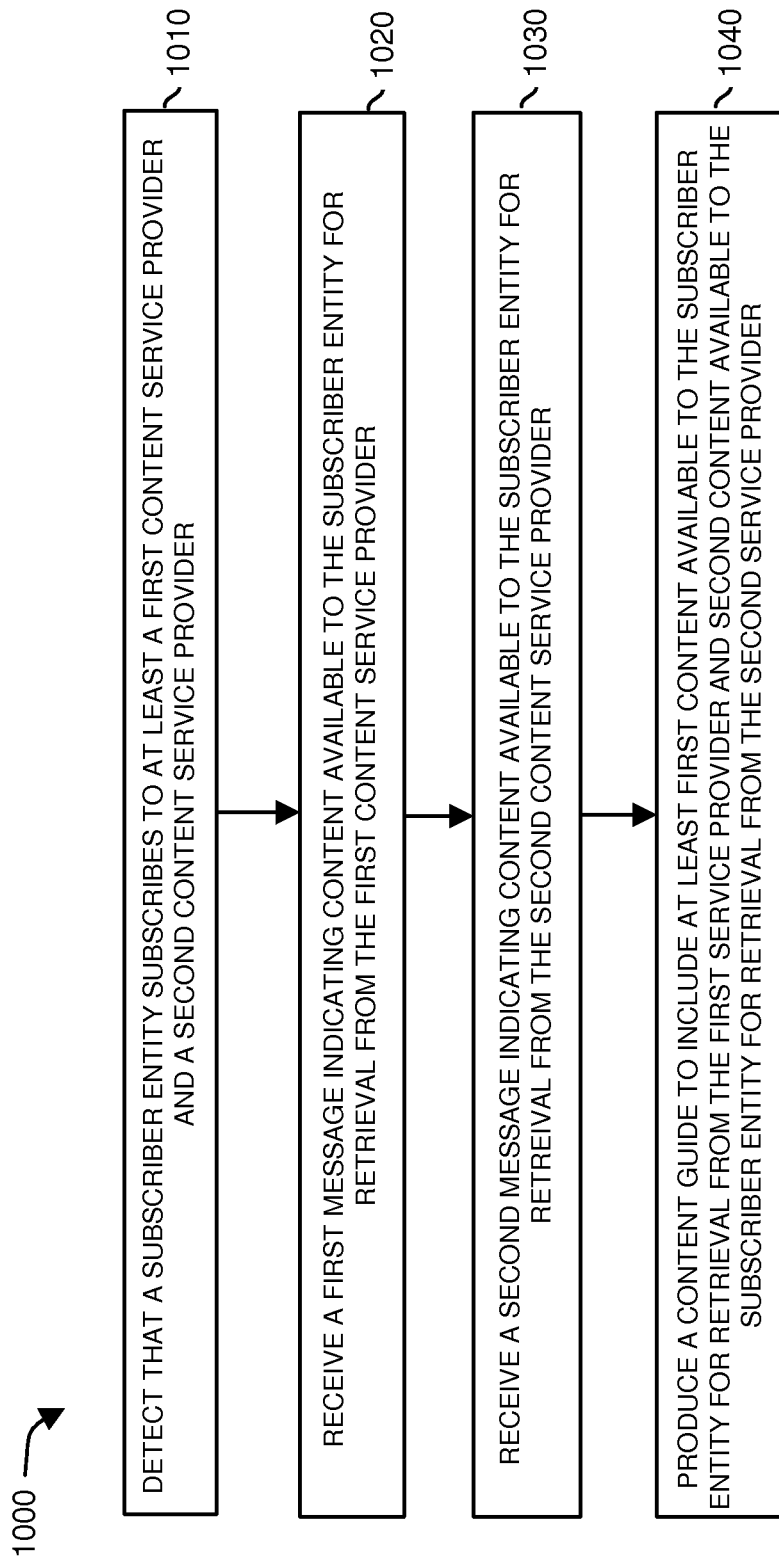 1000
DETECT THAT A SUBSCRIBER ENTITY SUBSCRIBES TO AT LEAST A FIRST CONTENT SERVICE PROVIDER
AND A SECOND CONTENT SERVICE PROVIDER
1010
RECEIVE A FIRST MESSAGE INDICATING CONTENT AVAILABLE TO THE SUBSCRIBER ENTITY FOR
RETRIEVAL FROM THE FIRST CONTENT SERVICE PROVIDER
1020
RECEIVE A SECOND MESSAGE INDICATING CONTENT AVAILABLE TO THE SUBSCRIBER ENTITY FOR
RETREIVAL FROM THE SECOND CONTENT SERVICE PROVIDER
1030
PRODUCE A CONTENT GUIDE TO INCLUDE AT LEAST FIRST CONTENT AVAILABLE TO THE SUBSCRIBER
ENTITY FOR RETRIEVAL FROM THE FIRST SERVICE PROVIDER AND SECOND CONTENT AVAILABLE TO THE
SUBSCRIBER ENTITY FOR RETRIEVAL FROM THE SECOND SERVICE PROVIDER
1040